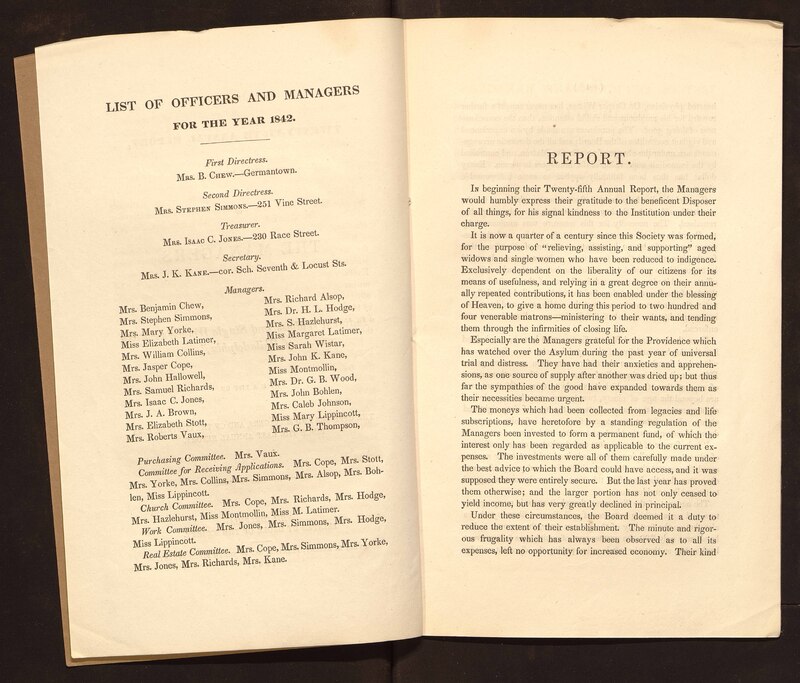 LIST OF OFFICERS AND MANAGERS
FOR THE YEAR 1842.
First Directress.
Mrs. B. Chew.—Germantown.
Second Directress.
Mrs. Stephen Simmons.—251 Vine Street.
Treasurer.
Mrs. Isaac C. Jones.—230 Race Street.
Secretary.
Mrs. J. K. Kane.—cor. Sch. Seventh & Locust Sts.
Managers.
Mrs. Benjamin Chew,
Mrs. Stephen Simmons,
Mrs. Mary Yorke,
Miss Elizabeth Latimer,
Mrs. William Collins,
Mrs. Jasper Cope,
Mrs. John Hallowell,
Mrs. Samuel Richards,
Mrs. Isaac C. Jones,
Mrs. J. A. Brown,
Mrs. Elizabeth Stott,
Mrs. Roberts Vaux,
Mrs. Richard Alsop,
Mrs. Dr. H. L. Hodge,
Mrs. S. Hazlehurst,
Miss Margaret Latimer,
Miss Sarah Wistar,
Mrs. John K. Kane,
Miss Montmollin,
Mrs. Dr. G. B. Wood,
Mrs. John Bohlen,
Mrs. Caleb Johnson,
Miss Mary Lippincott,
Mrs. G. B. Thompson,
Purchasing Committee. Mrs. Vaux.
Committee for Receiving Applications. Mrs. Cope, Mrs. Stott,
Mrs. Yorke, Mrs. Collins, Mrs. Simmons, Mrs. Alsop, Mrs. Boh-
len, Miss Lippincott.
Church Committee. Mrs. Cope, Mrs. Richards, Mrs. Hodge,
Mrs. Hazlehurst, Miss Montmollin, Miss M. Latimer.
Work Committee. Mrs. Jones, Mrs. Simmons, Mrs. Hodge,
Miss Lippincott.
Real Estate Committee. Mrs. Cope, Mrs. Simmons, Mrs. Yorke,
Mrs. Jones, Mrs. Richards, Mrs. Kane.
REPORT.
In beginning their Twenty-fifth Annual Report, the Managers
would humbly express their gratitude to the beneficent Disposer
of all things, for his signal kindness to the Institution under their
charge.
It is now a quarter of a century since this Society was formed,
for the purpose of “relieving, assisting, and supporting” aged
widows and single women who have been reduced to indigence.
Exclusively dependent on the liberality of our citizens for its
means of usefulness, and relying in a great degree on their annu-
ally repeated contributions, it has been enabled under the blessing
of Heaven, to give a home during this period to two hundred and
four venerable matrons—ministering to their wants, and tending
them through the infirmities of closing life.
Especially are the Managers grateful for the Providence which
has watched over the Asylum during the past year of universal
trial and distress. They have had their anxieties and apprehen-
sions, as one source of supply after another was dried up; but thus
far the sympathies of the good have expanded towards them as
their necessities became urgent.
The moneys which had been collected from legacies and life
subscriptions, have heretofore by a standing regulation of the
Managers been invested to form a permanent fund, of which the
interest only has been regarded as applicable to the current ex-
penses. The investments were all of them carefully made under
the best advice to which the Board could have access, and it was
supposed they were entirely secure. But the last year has proved
them otherwise; and the larger portion has not only ceased to
yield income, but has very greatly declined in principal.
Under these circumstances, the Board deemed it a duty to
reduce the extent of their establishment. The minute and rigor-
ous frugality which has always been observed as to all its
expenses, left no opportunity for increased economy. Their kind